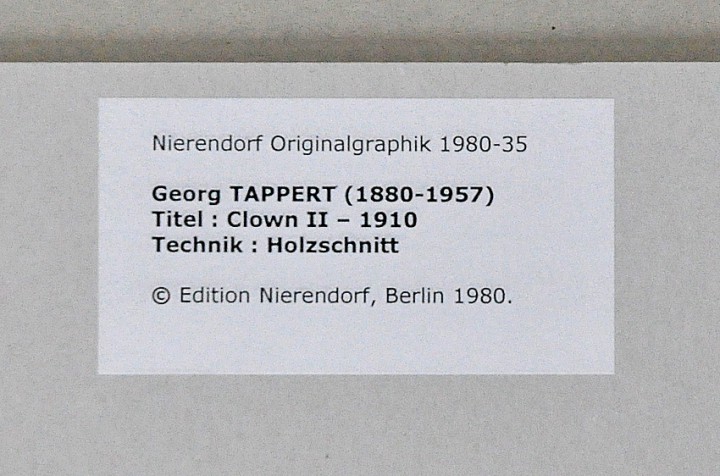 Nierendorf Originalgraphik 1980-35
Georg TAPPERT (1880-1957)
Titel : Clown II – 1910
Technik : Holzschnitt
© Edition Nierendorf, Berlin 1980.